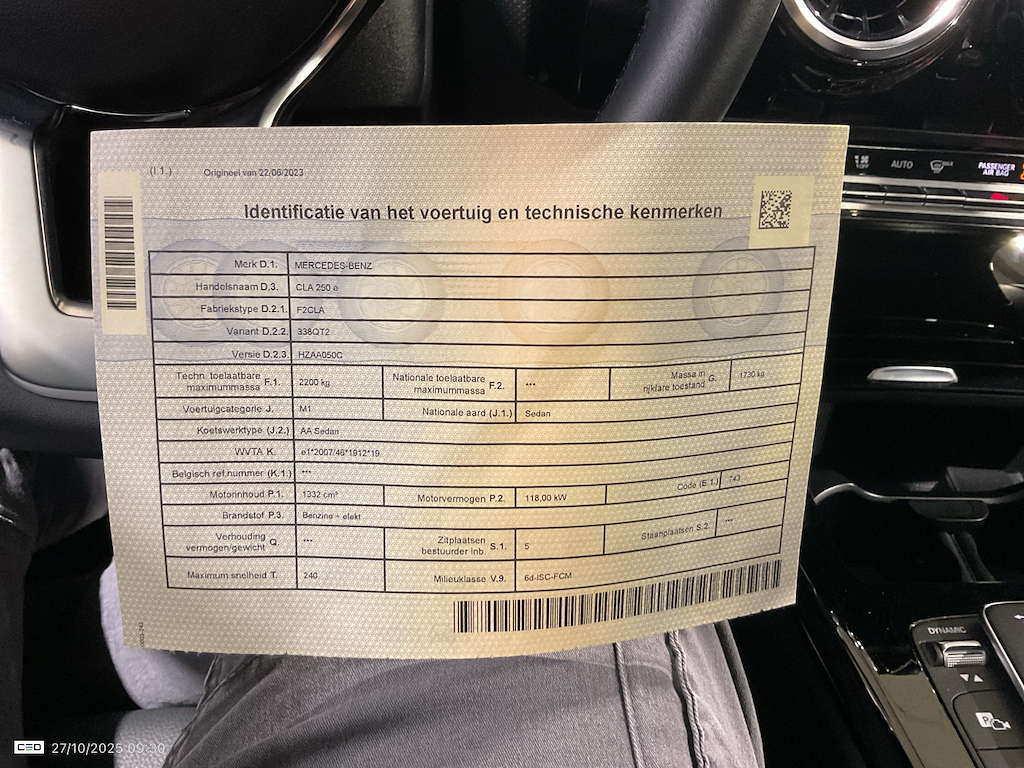 (I.1.) Origineel van 22/06/2023
Identificatie van het voertuig en technische kenmerken
Merk D.1. MERCEDES-BENZ
Handelsnaam D.3. CLA 250 e
Fabriekstype D.2.1. F2CLA
Variant D.2.2. 338QT2
Versie D.2.3. HZAA050C
Techn. toelaatbare maximummassa F.1. 2200 kg Nationale toelaatbare maximummassa F.2. *** Massa in rijklare toestand G. 1730 kg
Voertuigcategorie J. M1 Nationale aard (J.1.) Sedan
Koetswerktype (J.2.) AA Sedan
WVTA K. e1*2007/46*1912*19
Belgisch ref.nummer (K.1.) ***
Motorinhoud P.1. 1332 cm³ Motorvermogen P.2. 118,00 kW Code (E.1.) 743
Brandstof P.3. Benzine + elekt
Verhouding vermogen/gewicht Q. *** Zitplaatsen bestuurder inb. S.1. 5 Staanplaatsen S.2. ***
Maximum snelheid T. 240 Milieuklasse V.9. 6d-ISC-FCM
OFF AUTO PASSENGER AIR BAG
DYNAMIC
P
CEO 27/10/2025 09:30